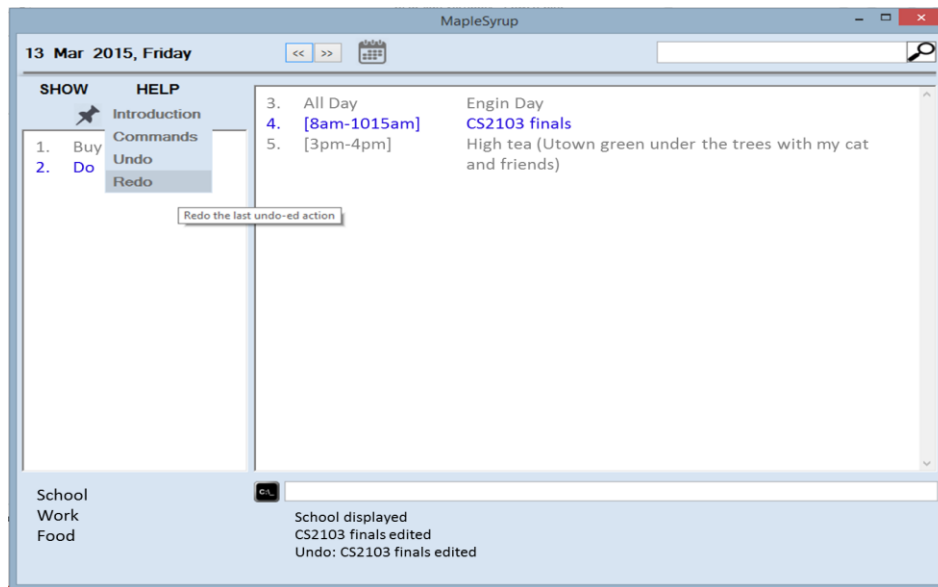 MapleSyrup
13 Mar 2015, Friday
<< >>
SHOW HELP
Introduction
Commands
Undo
Redo
1. Buy
2. Do
Redo the last undo-ed action
3. All Day Engin Day
4. [8am-1015am] CS2103 finals
5. [3pm-4pm] High tea (Utown green under the trees with my cat
and friends)
School
Work
Food
C:\_
School displayed
CS2103 finals edited
Undo: CS2103 finals edited